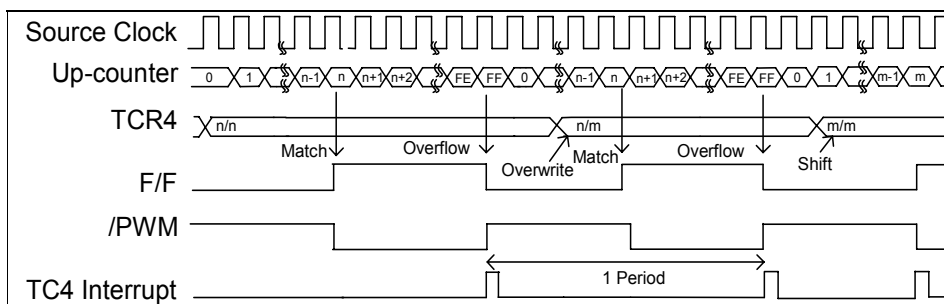 Source Clock
Up-counter
0 1 n-1 n n+1 n+2 FE FF 0 n-1 n n+1 n+2 FE FF 0 1 m-1 m
TCR4
n/n n/m m/m
Match Overflow Overwrite Match Overflow Shift
F/F
/PWM
1 Period
TC4 Interrupt